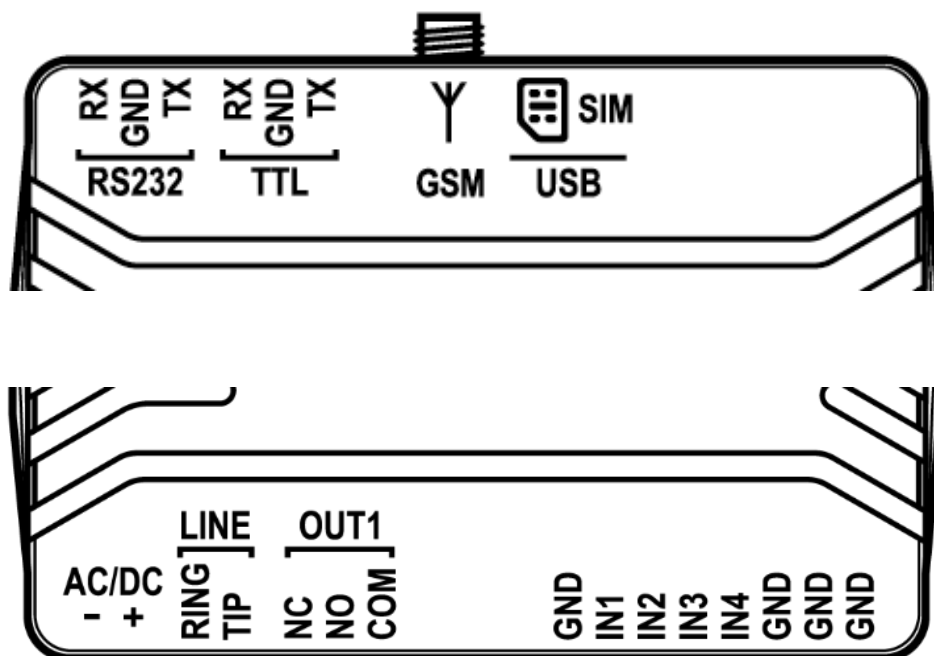 RX GND TX RX GND TX SIM
RS232 TTL GSM USB
LINE OUT1
AC/DC RING TIP NC NO COM GND IN1 IN2 IN3 IN4 GND GND GND
- +